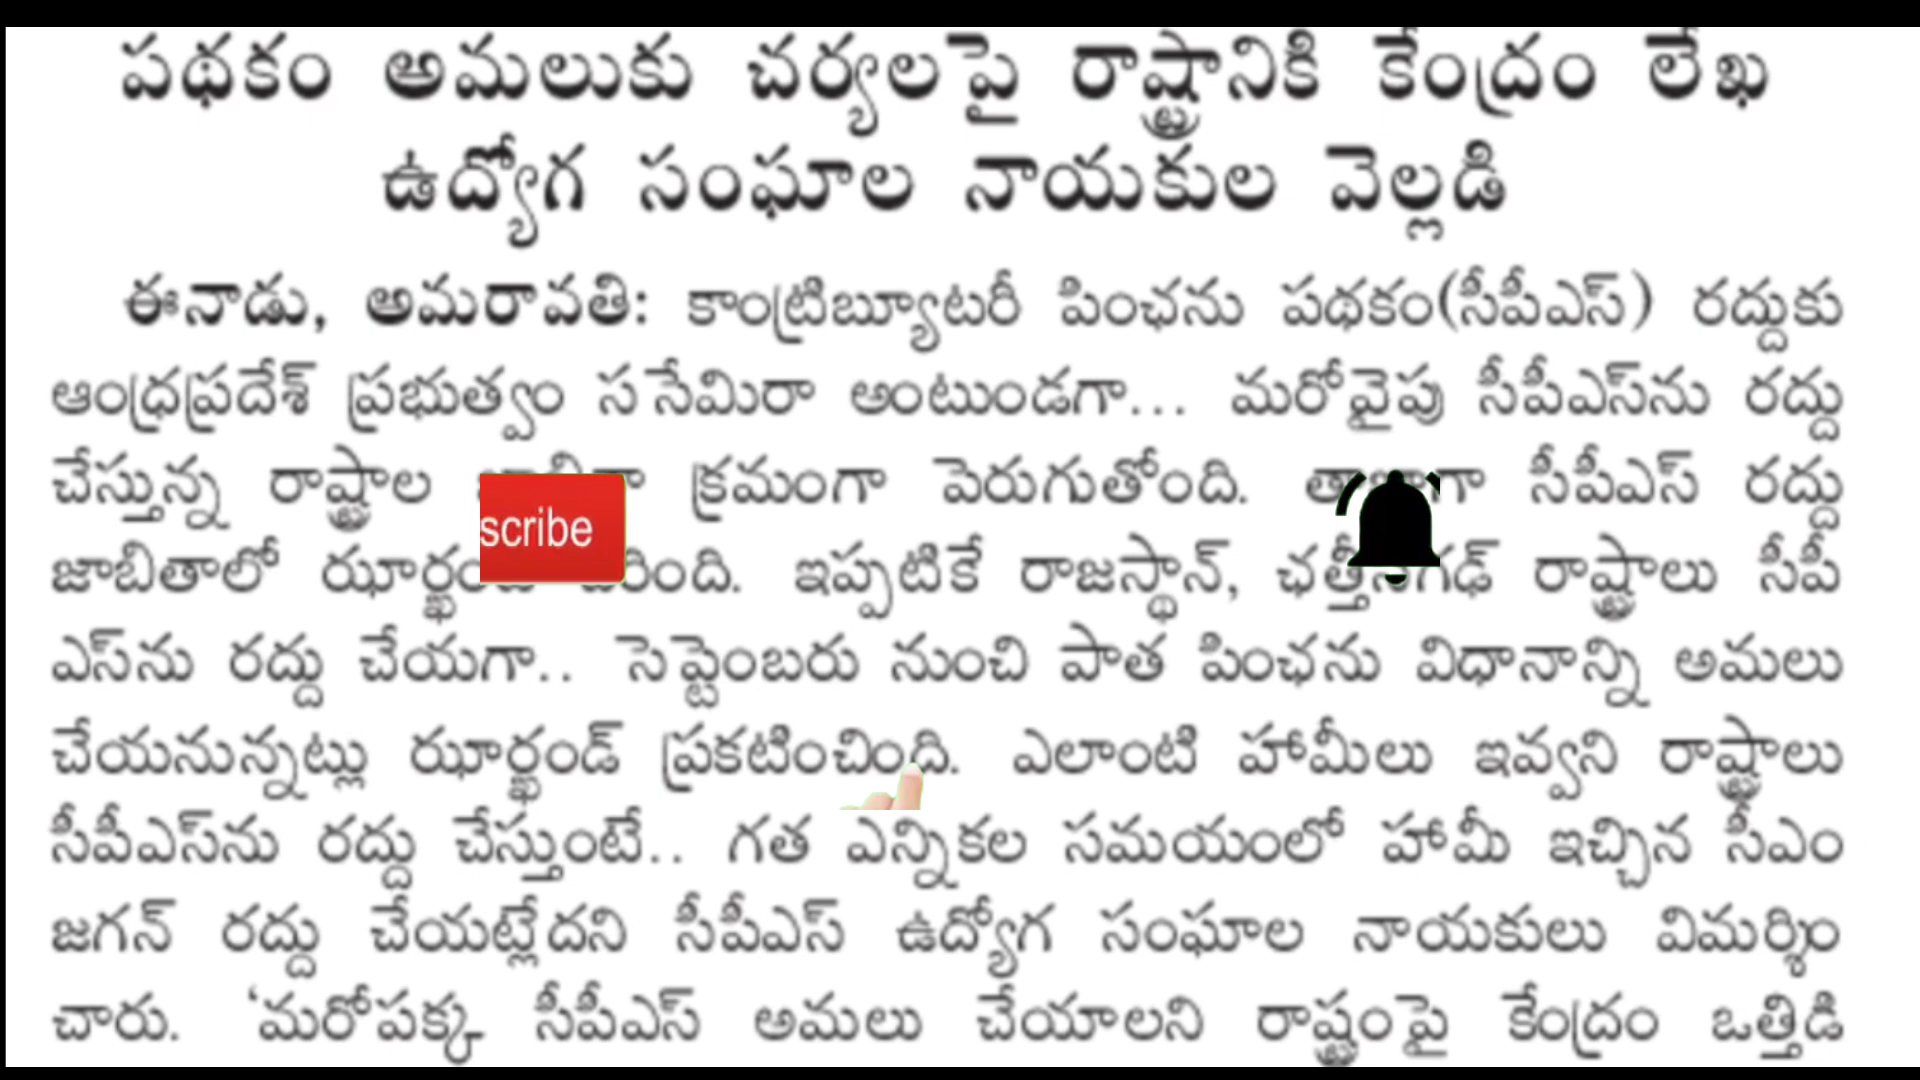 పథకం అమలుకు చర్యలపై రాష్ట్రానికి కేంద్రం లేఖ
ఉద్యోగ సంఘాల నాయకుల వెల్లడి
ఈనాడు, అమరావతి: కాంట్రిబ్యూటరీ పింఛను పథకం(సీపీఎస్) రద్దుకు
ఆంధ్రప్రదేశ్ ప్రభుత్వం ససేమిరా అంటుండగా... మరోవైపు సీపీఎస్‌ను రద్దు
చేస్తున్న రాష్ట్రాల క్రమంగా పెరుగుతోంది. సీపీఎస్ రద్దు
scribe
జాబితాలో ఇప్పటికే రాజస్థాన్, రాష్ట్రాలు సీపీ
ఎస్‌ను రద్దు చేయగా.. సెప్టెంబరు నుంచి పాత పింఛను విధానాన్ని అమలు
చేయనున్నట్లు ఝార్ఖండ్ ప్రకటించింది. ఎలాంటి హామీలు ఇవ్వని రాష్ట్రాలు
సీపీఎస్‌ను రద్దు చేస్తుంటే.. గత ఎన్నికల సమయంలో హామీ ఇచ్చిన సీఎం
జగన్ రద్దు చేయట్లేదని సీపీఎస్ ఉద్యోగ సంఘాల నాయకులు విమర్శిం
చారు. ‘మరోపక్క సీపీఎస్ అమలు చేయాలని రాష్ట్రంపై కేంద్రం ఒత్తిడి